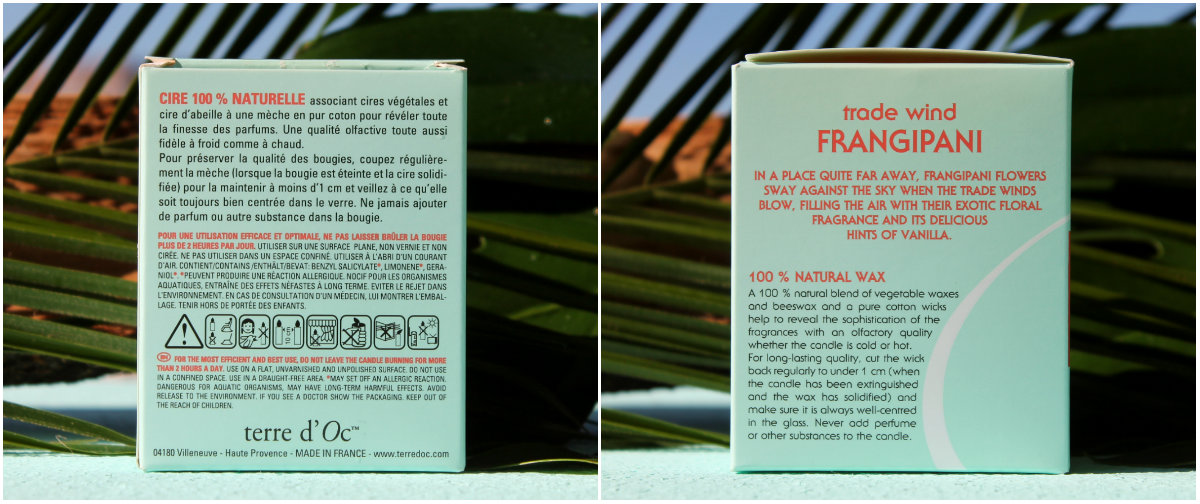 CIRE 100 % NATURELLE associant cires végétales et
cire d'abeille à une mèche en pur coton pour révéler toute
la finesse des parfums. Une qualité olfactive toute aussi
fidèle à froid comme à chaud.
Pour préserver la qualité des bougies, coupez régulière-
ment la mèche (lorsque la bougie est éteinte et la cire solidi-
fiée) pour la maintenir à moins d'1 cm et veillez à ce qu'elle
soit toujours bien centrée dans le verre. Ne jamais ajouter
de parfum ou autre substance dans la bougie.
POUR UNE UTILISATION EFFICACE ET OPTIMALE, NE PAS LAISSER BRÛLER LA BOUGIE
PLUS DE 2 HEURES PAR JOUR. UTILISER SUR UNE SURFACE PLANE, NON VERNIE ET NON
CIRÉE. NE PAS UTILISER DANS UN ESPACE CONFINÉ. UTILISER À L'ABRI D'UN COURANT
D'AIR. CONTIENT/CONTAINS/ENTHÄLT/BEVAT: BENZYL SALICYLATE*, LIMONENE*, GERA-
NIOL*. *PEUVENT PRODUIRE UNE RÉACTION ALLERGIQUE. NOCIF POUR LES ORGANISMES
AQUATIQUES, ENTRAÎNE DES EFFETS NÉFASTES À LONG TERME. EVITER LE REJET DANS
L'ENVIRONNEMENT. EN CAS DE CONSULTATION D'UN MÉDECIN, LUI MONTRER L'EMBAL-
LAGE. TENIR HORS DE PORTÉE DES ENFANTS.
EN FOR THE MOST EFFICIENT AND BEST USE, DO NOT LEAVE THE CANDLE BURNING FOR MORE
THAN 2 HOURS A DAY. USE ON A FLAT, UNVARNISHED AND UNPOLISHED SURFACE. DO NOT USE
IN A CONFINED SPACE. USE IN A DRAUGHT-FREE AREA. *MAY SET OFF AN ALLERGIC REACTION.
DANGEROUS FOR AQUATIC ORGANISMS, MAY HAVE LONG-TERM HARMFUL EFFECTS. AVOID
RELEASE TO THE ENVIRONMENT. IF YOU SEE A DOCTOR SHOW THE PACKAGING. KEEP OUT OF
THE REACH OF CHILDREN.
terre d'Oc™
04180 Villeneuve - Haute Provence - MADE IN FRANCE - www.terredoc.com
trade wind
FRANGIPANI
IN A PLACE QUITE FAR AWAY, FRANGIPANI FLOWERS
SWAY AGAINST THE SKY WHEN THE TRADE WINDS
BLOW, FILLING THE AIR WITH THEIR EXOTIC FLORAL
FRAGRANCE AND ITS DELICIOUS
HINTS OF VANILLA.
100 % NATURAL WAX
A 100 % natural blend of vegetable waxes
and beeswax and a pure cotton wicks
help to reveal the sophistication of the
fragrances with an olfactory quality
whether the candle is cold or hot.
For long-lasting quality, cut the wick
back regularly to under 1 cm (when
the candle has been extinguished
and the wax has solidified) and
make sure it is always well-centred
in the glass. Never add perfume
or other substances to the candle.